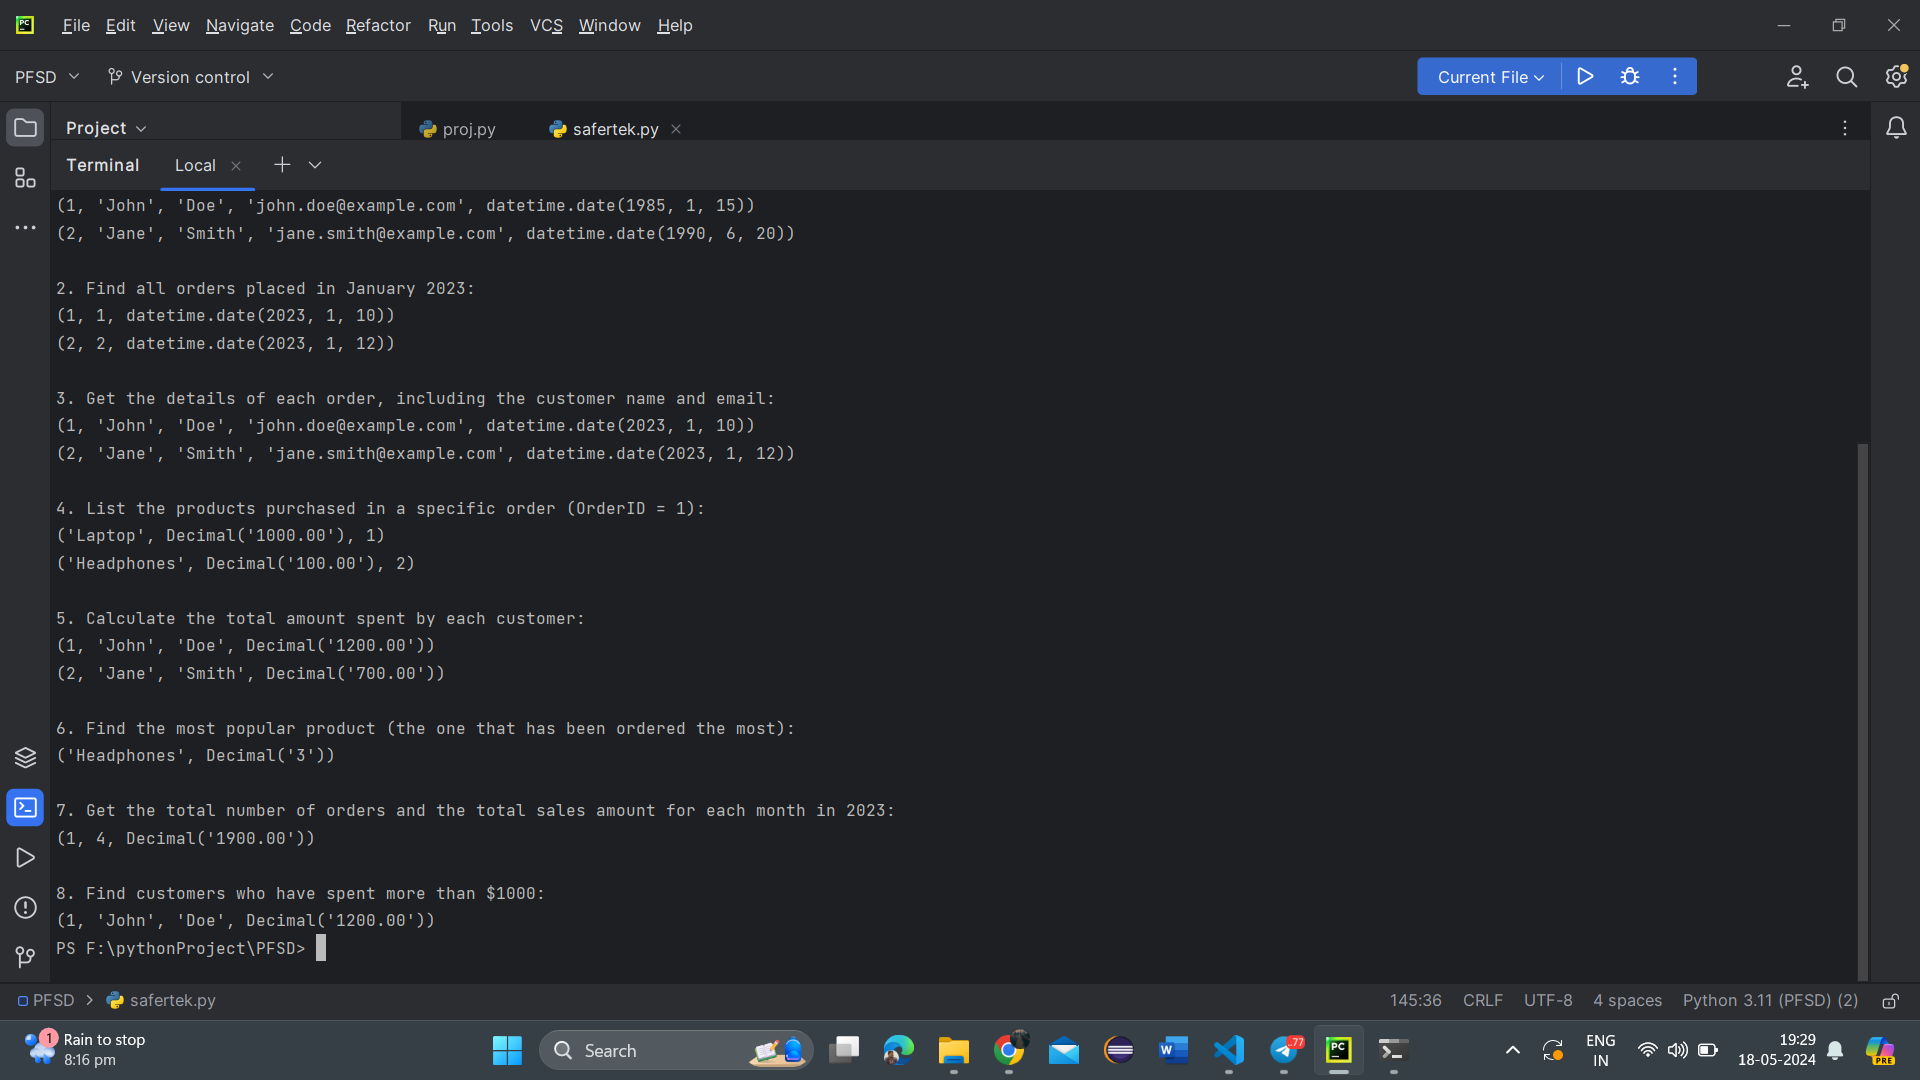 PC
File Edit View Navigate Code Refactor Run Tools VCS Window Help
PFSD Version control Current File
Project proj.py safertek.py
Terminal Local
(1, 'John', 'Doe', 'john.doe@example.com', datetime.date(1985, 1, 15))
(2, 'Jane', 'Smith', 'jane.smith@example.com', datetime.date(1990, 6, 20))
2. Find all orders placed in January 2023:
(1, 1, datetime.date(2023, 1, 10))
(2, 2, datetime.date(2023, 1, 12))
3. Get the details of each order, including the customer name and email:
(1, 'John', 'Doe', 'john.doe@example.com', datetime.date(2023, 1, 10))
(2, 'Jane', 'Smith', 'jane.smith@example.com', datetime.date(2023, 1, 12))
4. List the products purchased in a specific order (OrderID = 1):
('Laptop', Decimal('1000.00'), 1)
('Headphones', Decimal('100.00'), 2)
5. Calculate the total amount spent by each customer:
(1, 'John', 'Doe', Decimal('1200.00'))
(2, 'Jane', 'Smith', Decimal('700.00'))
6. Find the most popular product (the one that has been ordered the most):
('Headphones', Decimal('3'))
7. Get the total number of orders and the total sales amount for each month in 2023:
(1, 4, Decimal('1900.00'))
8. Find customers who have spent more than $1000:
(1, 'John', 'Doe', Decimal('1200.00'))
PS F:\pythonProject\PFSD>
PFSD > safertek.py 145:36 CRLF UTF-8 4 spaces Python 3.11 (PFSD) (2)
1 Rain to stop
8:16 pm
Search
W
..77
PC
ENG
IN
19:29
18-05-2024
PRE